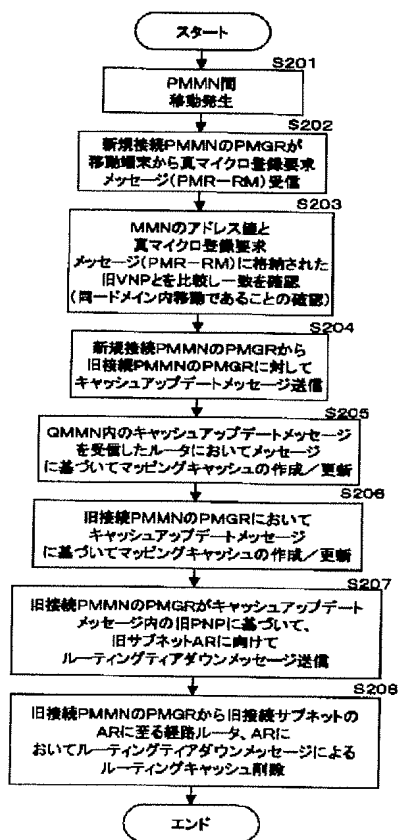 スタート
S201
PMMN間
移動発生
S202
新規接続PMMNのPMGRが
移動端末から真マイクロ登録要求
メッセージ(PMR-RM)受信
S203
MMNのアドレス値と
真マイクロ登録要求
メッセージ(PMR-RM)に格納された
旧VNPとを比較し一致を確認
(同一ドメイン内移動であることの確認)
S204
新規接続PMMNのPMGRから
旧接続PMMNのPMGRに対して
キャッシュアップデートメッセージ送信
S205
QMMN内のキャッシュアップデートメッセージ
を受信したルータにおいてメッセージ
に基づいてマッピングキャッシュの作成/更新
S206
旧接続PMMNのPMGRにおいて
キャッシュアップデートメッセージ
に基づいてマッピングキャッシュの作成/更新
S207
旧接続PMMNのPMGRがキャッシュアップデート
メッセージ内の旧PNPに基づいて、
旧サブネットARに向けて
ルーティングティアダウンメッセージ送信
S208
旧接続PMMNのPMGRから旧接続サブネットの
ARに至る経路ルータ、ARに
おいてルーティングティアダウンメッセージによる
ルーティングキャッシュ削除
エンド